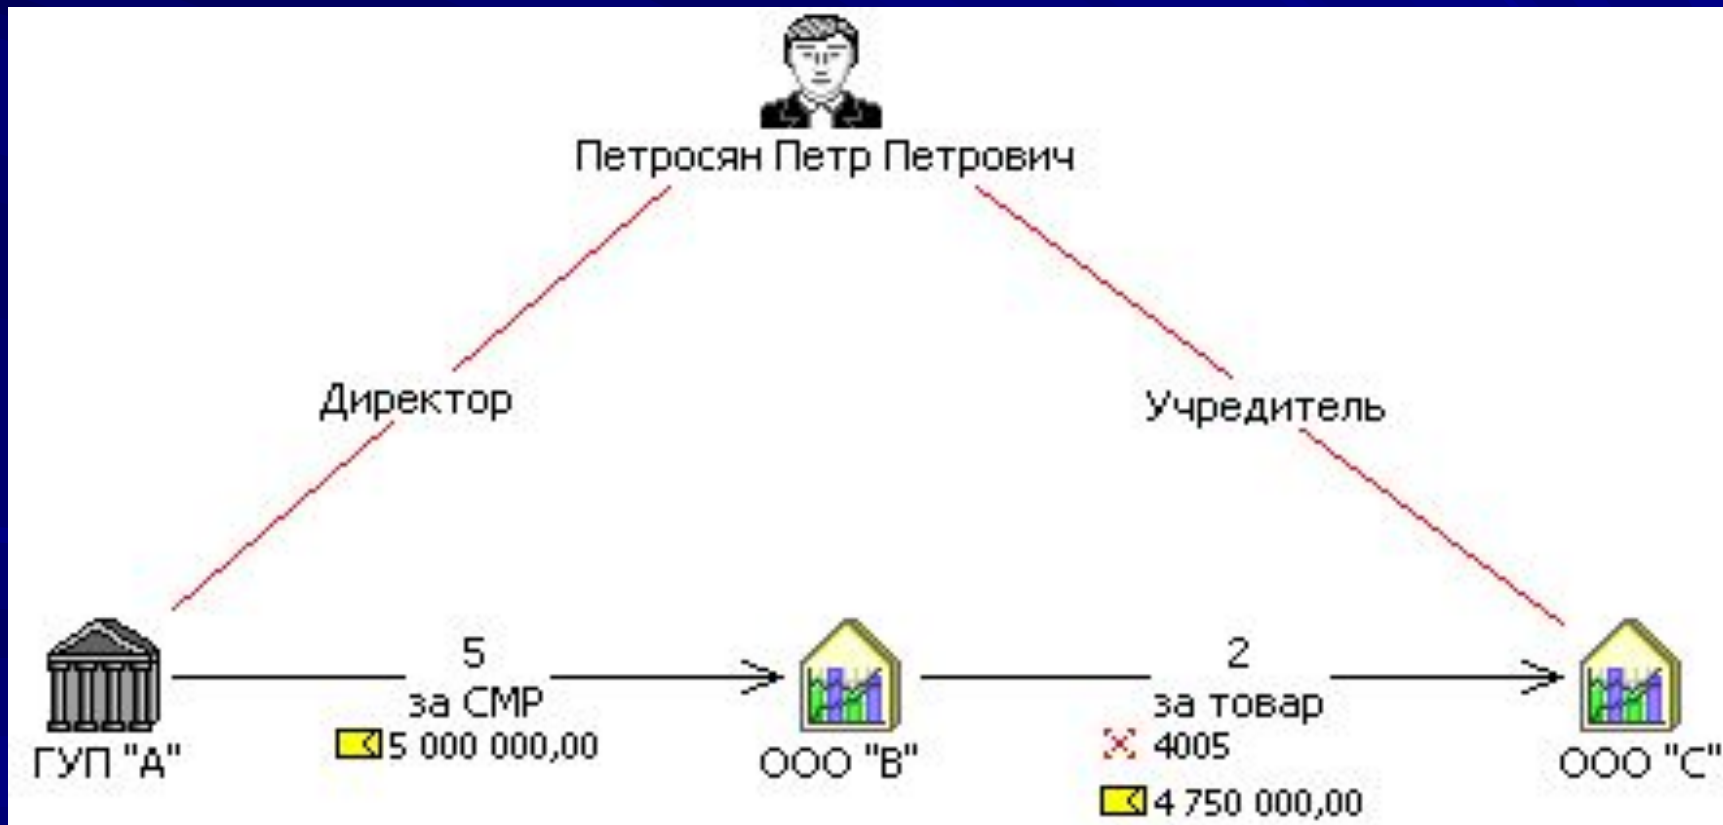 Петросян Петр Петрович
Директор
Учредитель
5
за СМР
5 000 000,00
2
за товар
4005
4 750 000,00
ГУП "А"
ООО "В"
ООО "С"